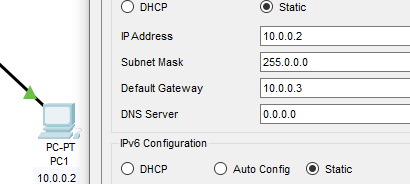 DHCP Static
IP Address 10.0.0.2
Subnet Mask 255.0.0.0
Default Gateway 10.0.0.3
DNS Server 0.0.0.0
IPv6 Configuration
DHCP Auto Config Static
PC-PT
PC1
10.0.0.2